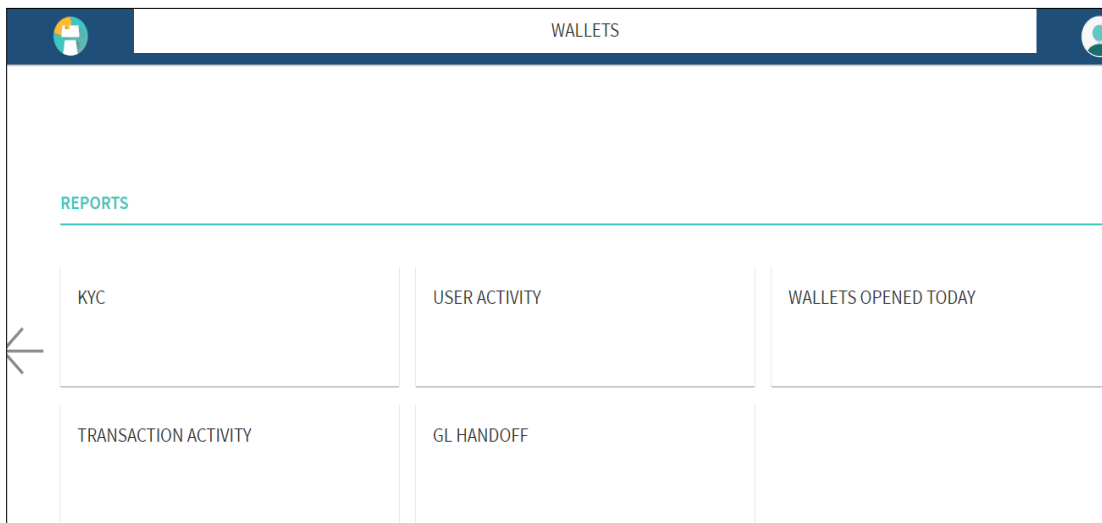 WALLETS
REPORTS
KYC
USER ACTIVITY
WALLETS OPENED TODAY
TRANSACTION ACTIVITY
GL HANDOFF